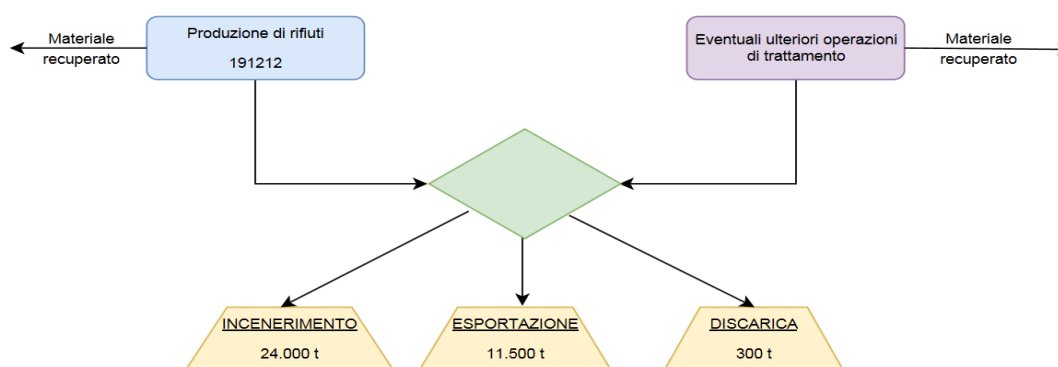 Materiale
recuperato
Produzione di rifiuti
191212
Eventuali ulteriori operazioni
di trattamento
Materiale
recuperato
INCENERIMENTO
24.000 t
ESPORTAZIONE
11.500 t
DISCARICA
300 t